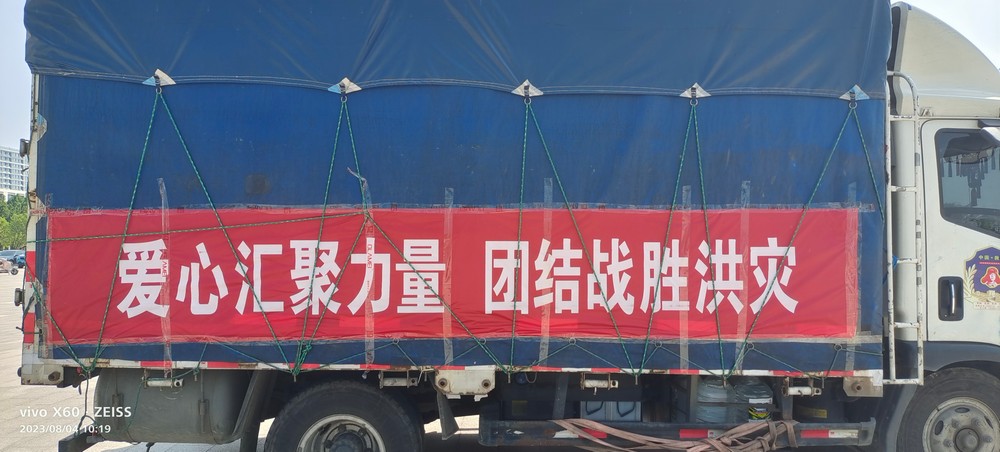 爱心汇聚力量 团结战胜洪灾
vivo X60 · ZEISS
2023/08/04 10:19